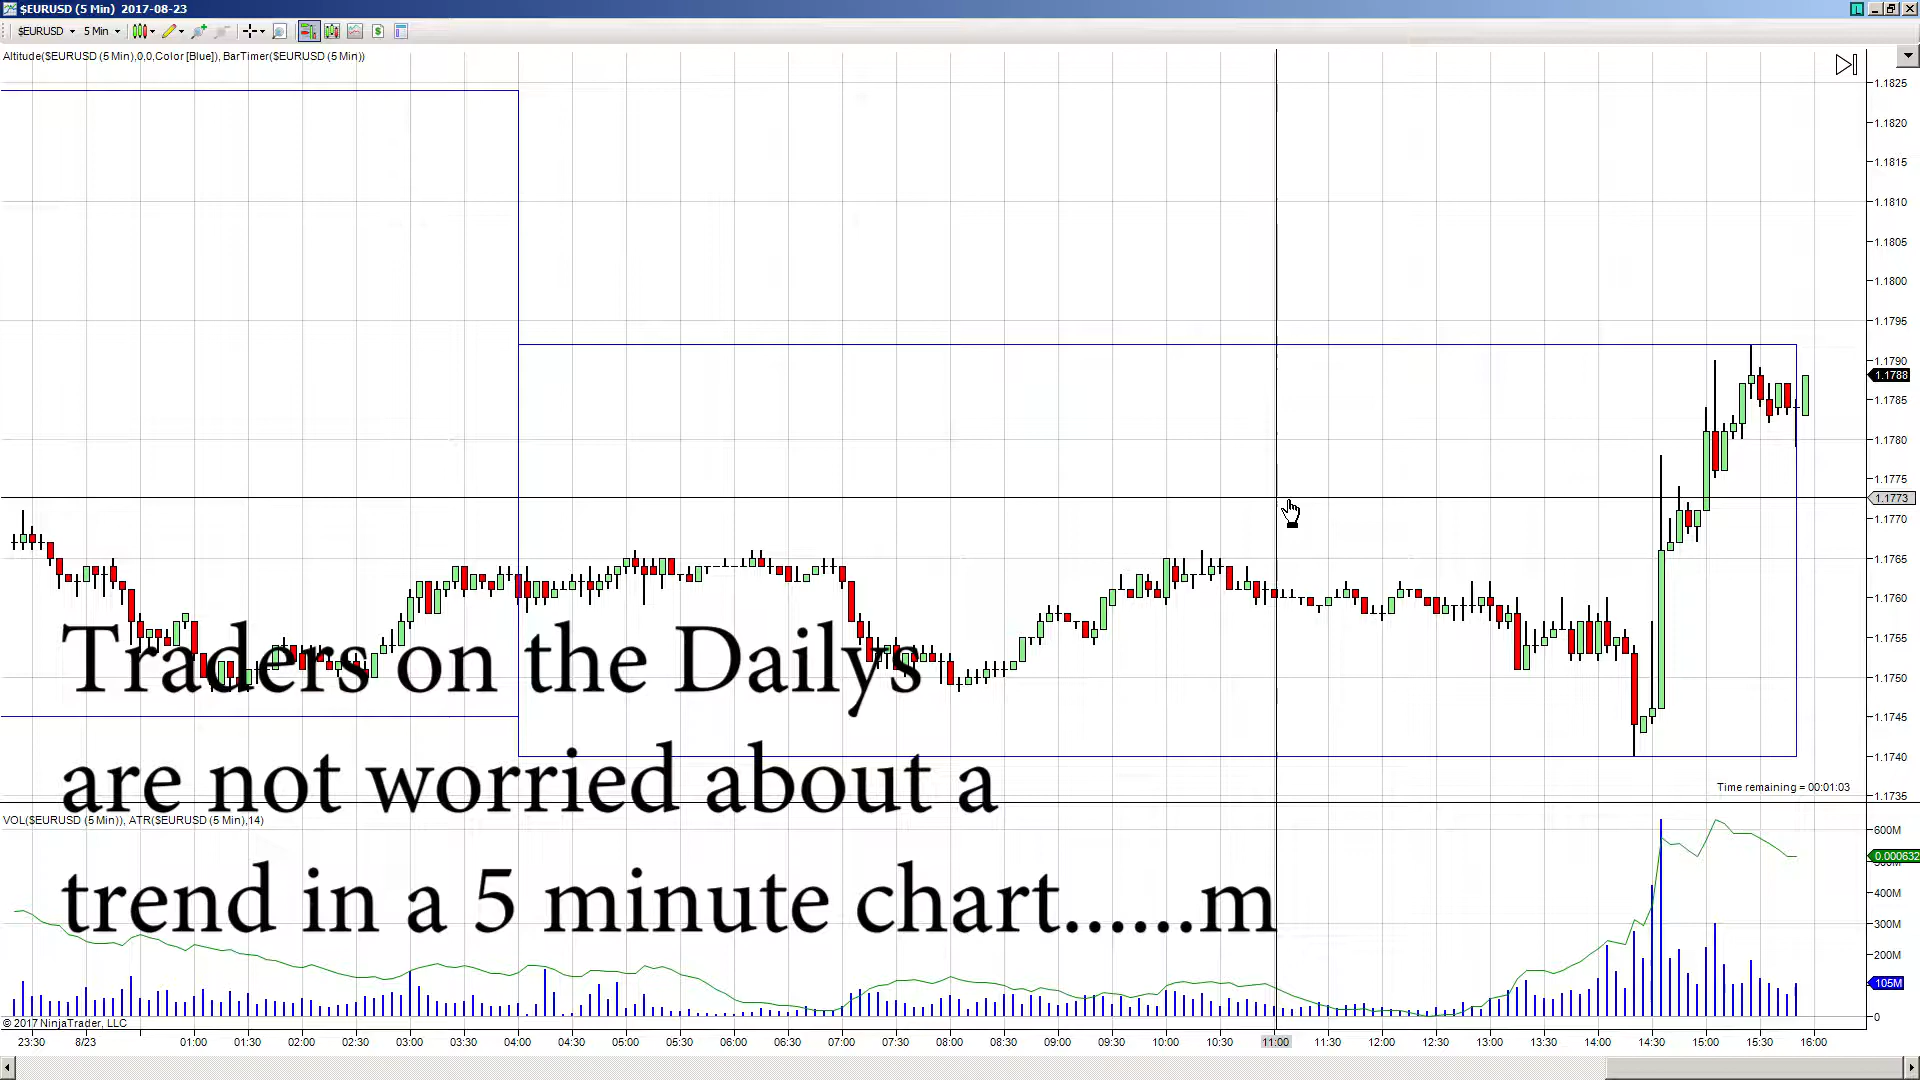 $EURUSD (5 Min) 2017-08-23
$EURUSD 5 Min
Altitude($EURUSD (5 Min),0,0,Color [Blue]), BarTimer($EURUSD (5 Min))
1.1825
1.1820
1.1815
1.1810
1.1805
1.1800
1.1795
1.1790
1.1788
1.1785
1.1780
1.1775
1.1773
1.1770
1.1765
1.1760
1.1755
1.1750
1.1745
1.1740
1.1735
Time remaining = 00:01:03
Traders on the Dailys
are not worried about a
trend in a 5 minute chart......m
VOL($EURUSD (5 Min)), ATR($EURUSD (5 Min),14)
600M
0.000632
400M
300M
200M
105M
0
© 2017 NinjaTrader, LLC
23:30 8/23 01:00 01:30 02:00 02:30 03:00 03:30 04:00 04:30 05:00 05:30 06:00 06:30 07:00 07:30 08:00 08:30 09:00 09:30 10:00 10:30 11:00 11:30 12:00 12:30 13:00 13:30 14:00 14:30 15:00 15:30 16:00